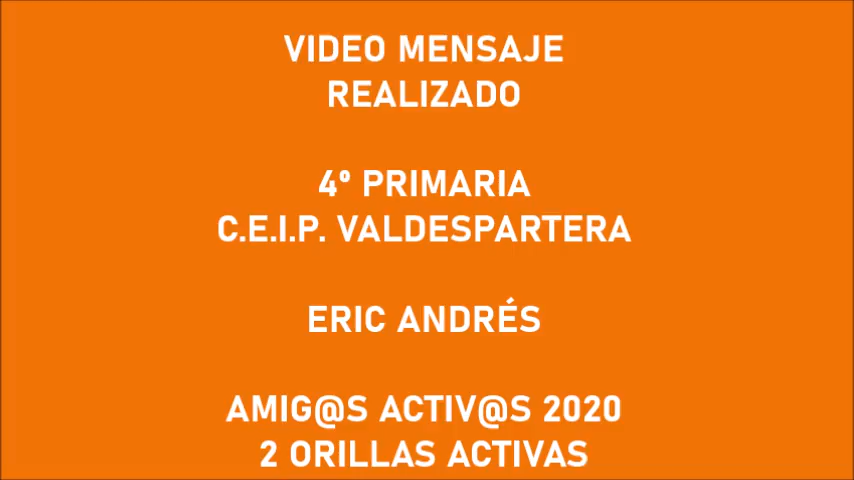 VIDEO MENSAJE
REALIZADO
4º PRIMARIA
C.E.I.P. VALDESPARTERA
ERIC ANDRÉS
AMIG@S ACTIV@S 2020
2 ORILLAS ACTIVAS